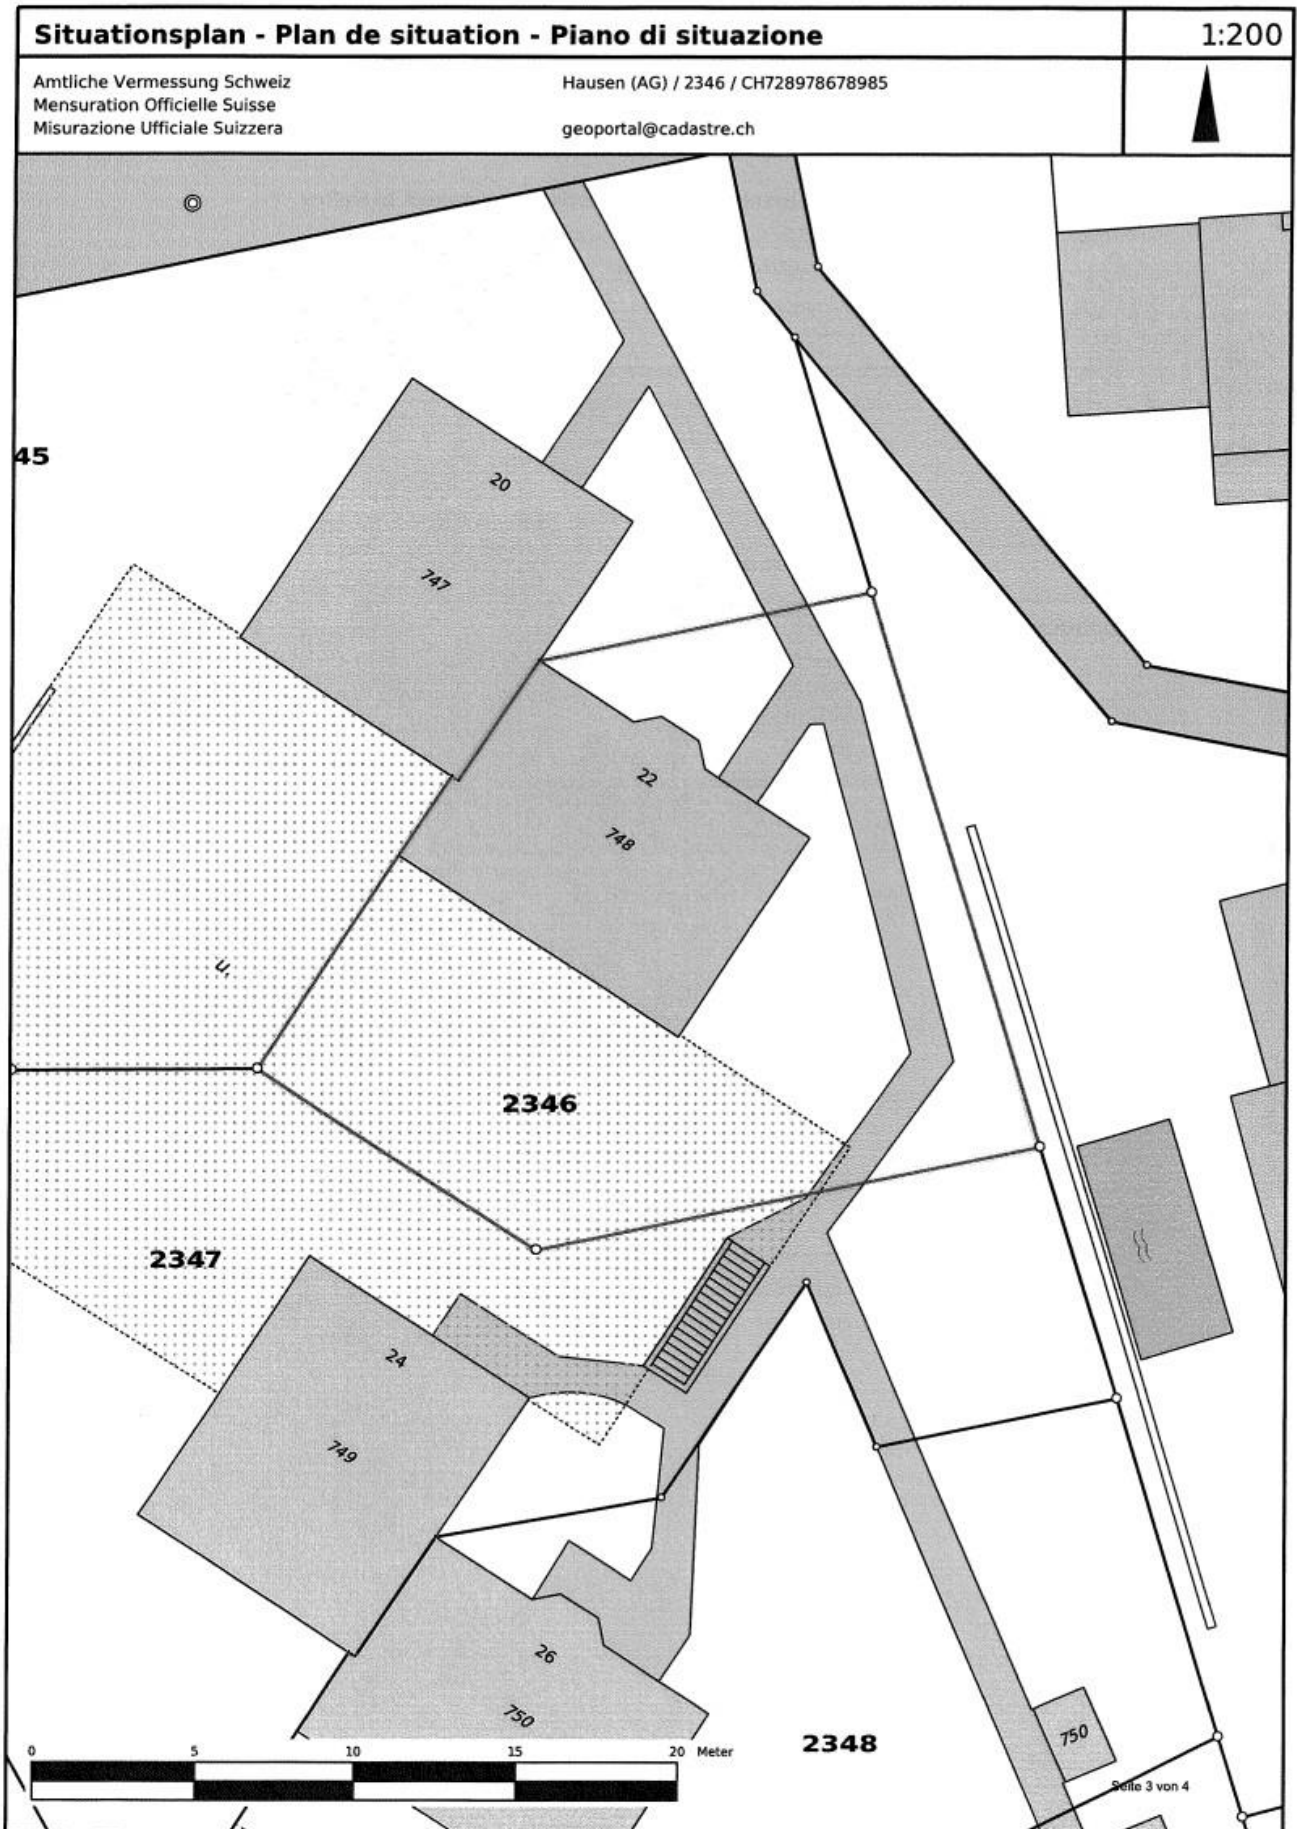 Situationsplan - Plan de situation - Piano di situazione
1:200
Amtliche Vermessung Schweiz
Mensuration Officielle Suisse
Misurazione Ufficiale Suizzera
Hausen (AG) / 2346 / CH728978678985
geoportal@cadastre.ch
45
20
747
22
748
u.
2346
2347
24
749
26
750
2348
750
0 5 10 15 20 Meter
Seite 3 von 4